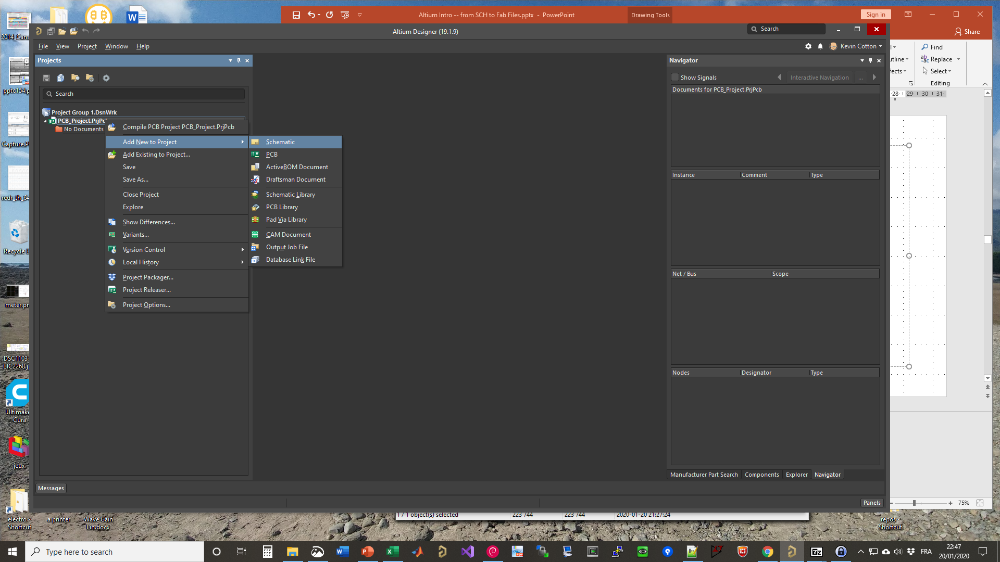 Altium Intro -- from SCH to Fab Files.pptx - PowerPoint
Drawing Tools
Sign in
Altium Designer (19.1.9)
Search
Share
File View Project Window Help
Kevin Cotton
Find
Replace
Select
Editing
28 29 30 31
Projects
Search
Project Group 1.DsnWrk
PCB_Project.PrjPcb
No Documents
Compile PCB Project PCB_Project.PrjPcb
Add New to Project
Add Existing to Project...
Save
Save As...
Close Project
Explore
Show Differences...
Variants...
Version Control
Local History
Project Packager...
Project Releaser...
Project Options...
Schematic
PCB
ActiveBOM Document
Draftsman Document
Schematic Library
PCB Library
Pad Via Library
CAM Document
Output Job File
Database Link File
Navigator
Show Signals
Interactive Navigation ...
Documents for PCB_Project.PrjPcb
Instance Comment Type
Net / Bus Scope
Nodes Designator Type
Manufacturer Part Search Components Explorer Navigator
Messages
Panels
75%
1 / 1 object(s) selected 223 744 223 744 2020-01-20 21:27:24
2014_Cana
pptc154.p
Capture.P
redr_th_64
Recycle B
meter.pn
DSC1103
LTC2268.jp
Ultimake
Cura
jeux
electro -
Shortcut
a printer
Wave Gain
Lin.docx
repos -
Shortcut
Type here to search
FRA
22:47
20/01/2020